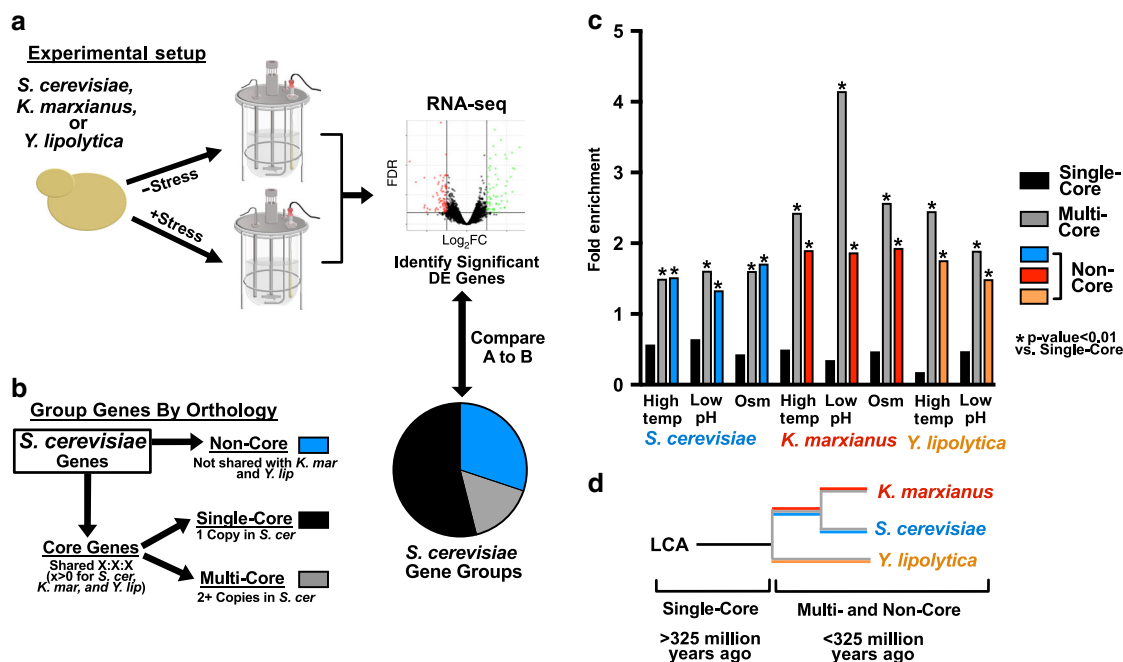 a
Experimental setup
S. cerevisiae,
K. marxianus,
or
Y. lipolytica
−Stress
+Stress
RNA-seq
FDR
Log2FC
Identify Significant
DE Genes
Compare
A to B
b
Group Genes By Orthology
S. cerevisiae
Genes
Non-Core
Not shared with K. mar
and Y. lip
Single-Core
1 Copy in S. cer
Core Genes
Shared X:X:X
(x>0 for S. cer,
K. mar, and Y. lip)
Multi-Core
2+ Copies in S. cer
S. cerevisiae
Gene Groups
c
Fold enrichment
5
4
3
2
1
0
* * * * * * * * * * * * * * * *
High temp
Low pH
Osm
High temp
Low pH
Osm
High temp
Low pH
S. cerevisiae
K. marxianus
Y. lipolytica
Single-
Core
Multi-
Core
Non-
Core
* p-value<0.01
vs. Single-Core
d
K. marxianus
S. cerevisiae
Y. lipolytica
LCA
Single-Core
Multi- and Non-Core
>325 million
years ago
<325 million
years ago